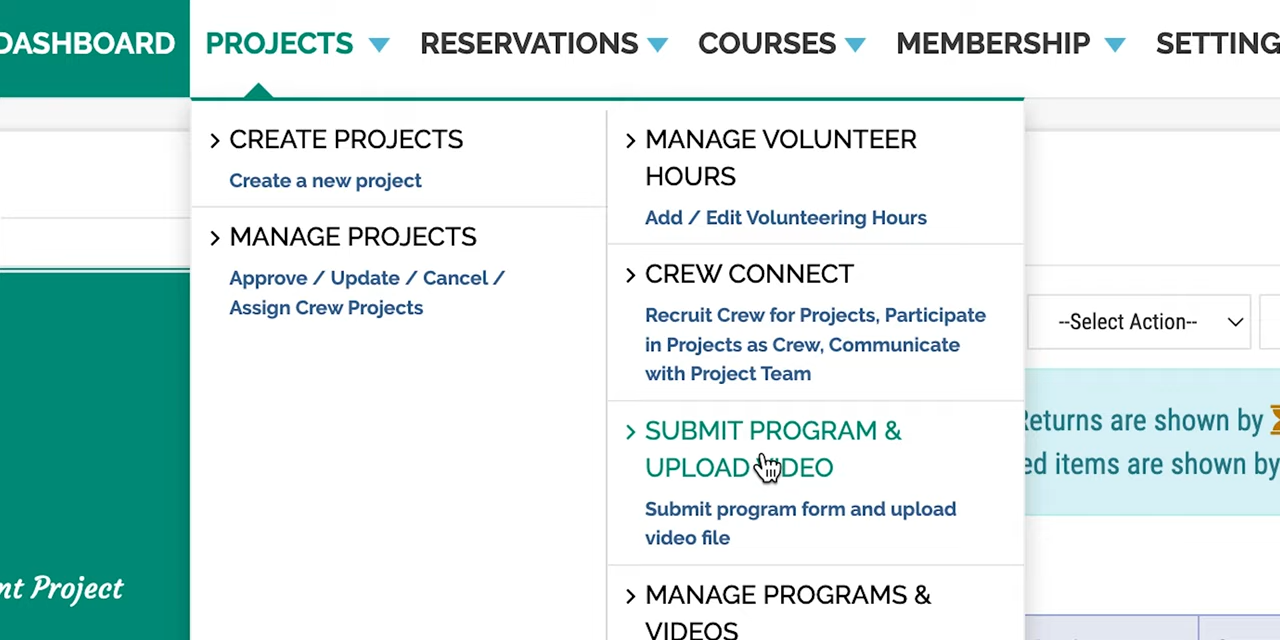 DASHBOARD
PROJECTS
RESERVATIONS
COURSES
MEMBERSHIP
SETTING
CREATE PROJECTS
Create a new project
MANAGE PROJECTS
Approve / Update / Cancel /
Assign Crew Projects
MANAGE VOLUNTEER
HOURS
Add / Edit Volunteering Hours
CREW CONNECT
Recruit Crew for Projects, Participate
in Projects as Crew, Communicate
with Project Team
SUBMIT PROGRAM &
UPLOAD VIDEO
Submit program form and upload
video file
MANAGE PROGRAMS &
VIDEOS
--Select Action--
Returns are shown by
ed items are shown by
nt Project